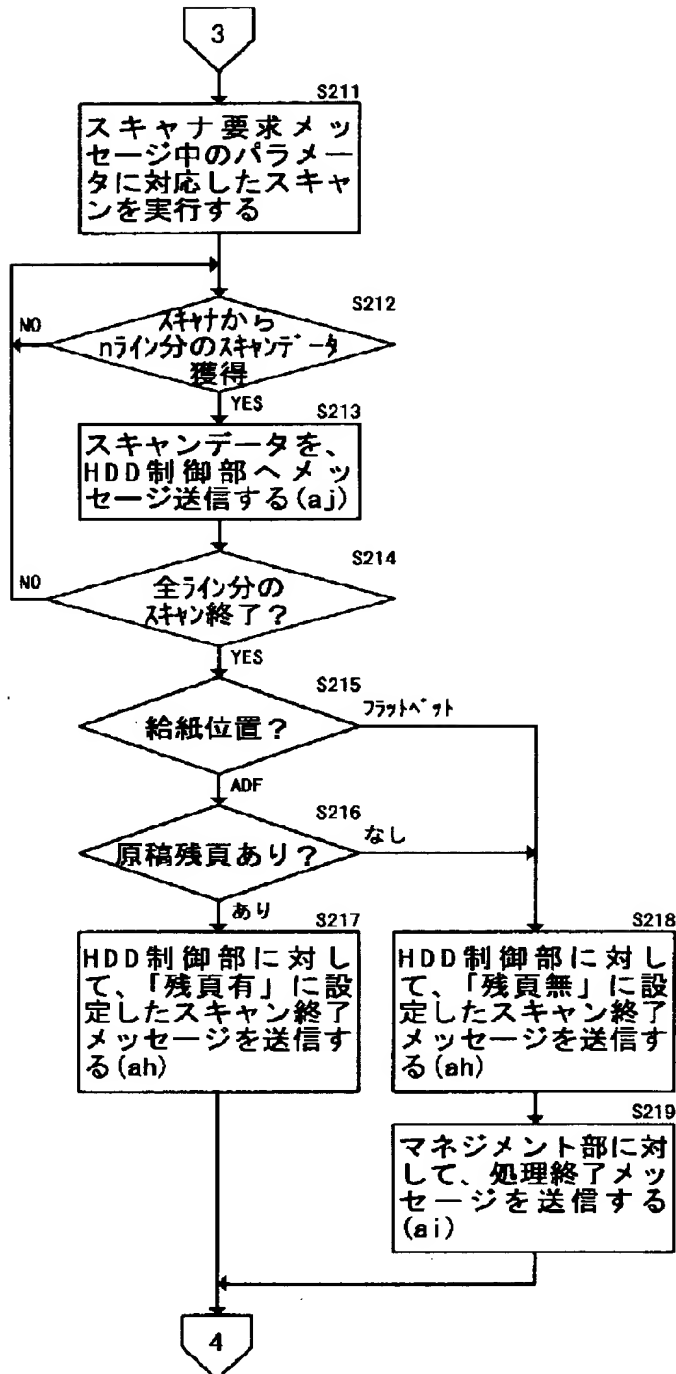 3
S211
スキャナ要求メッ
セージ中のパラメー
タに対応したスキャ
ンを実行する
S212
NO
スキャナから
nライン分のスキャンデータ
獲得
YES
S213
スキャンデータを、
HDD制御部へメッ
セージ送信する(aj)
S214
NO
全ライン分の
スキャン終了?
YES
S215
給紙位置?
フラットベット
ADF
S216
原稿残頁あり?
なし
あり
S217
HDD制御部に対し
て、「残頁有」に設
定したスキャン終了
メッセージを送信す
る(ah)
S218
HDD制御部に対し
て、「残頁無」に設
定したスキャン終了
メッセージを送信す
る(ah)
S219
マネジメント部に対
して、処理終了メッ
セージを送信する
(ai)
4